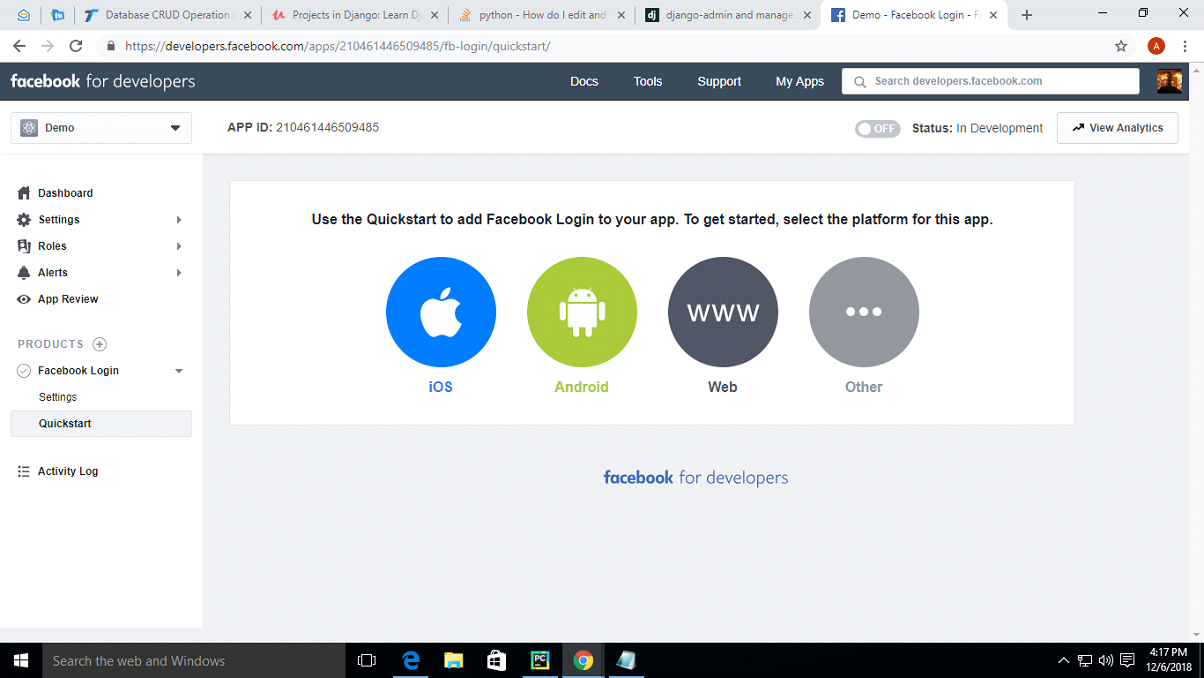 Database CRUD Operation
Projects in Django: Learn Dj
python - How do I edit and
dj
django-admin and manage.
Demo - Facebook Login - F
https://developers.facebook.com/apps/210461446509485/fb-login/quickstart/
A
facebook for developers
Docs
Tools
Support
My Apps
Search developers.facebook.com
Demo
APP ID: 210461446509485
OFF
Status: In Development
View Analytics
Dashboard
Settings
Roles
Alerts
App Review
PRODUCTS
Facebook Login
Settings
Quickstart
Activity Log
Use the Quickstart to add Facebook Login to your app. To get started, select the platform for this app.
WWW
iOS
Android
Web
Other
facebook for developers
Search the web and Windows
PC
4:17 PM
12/6/2018